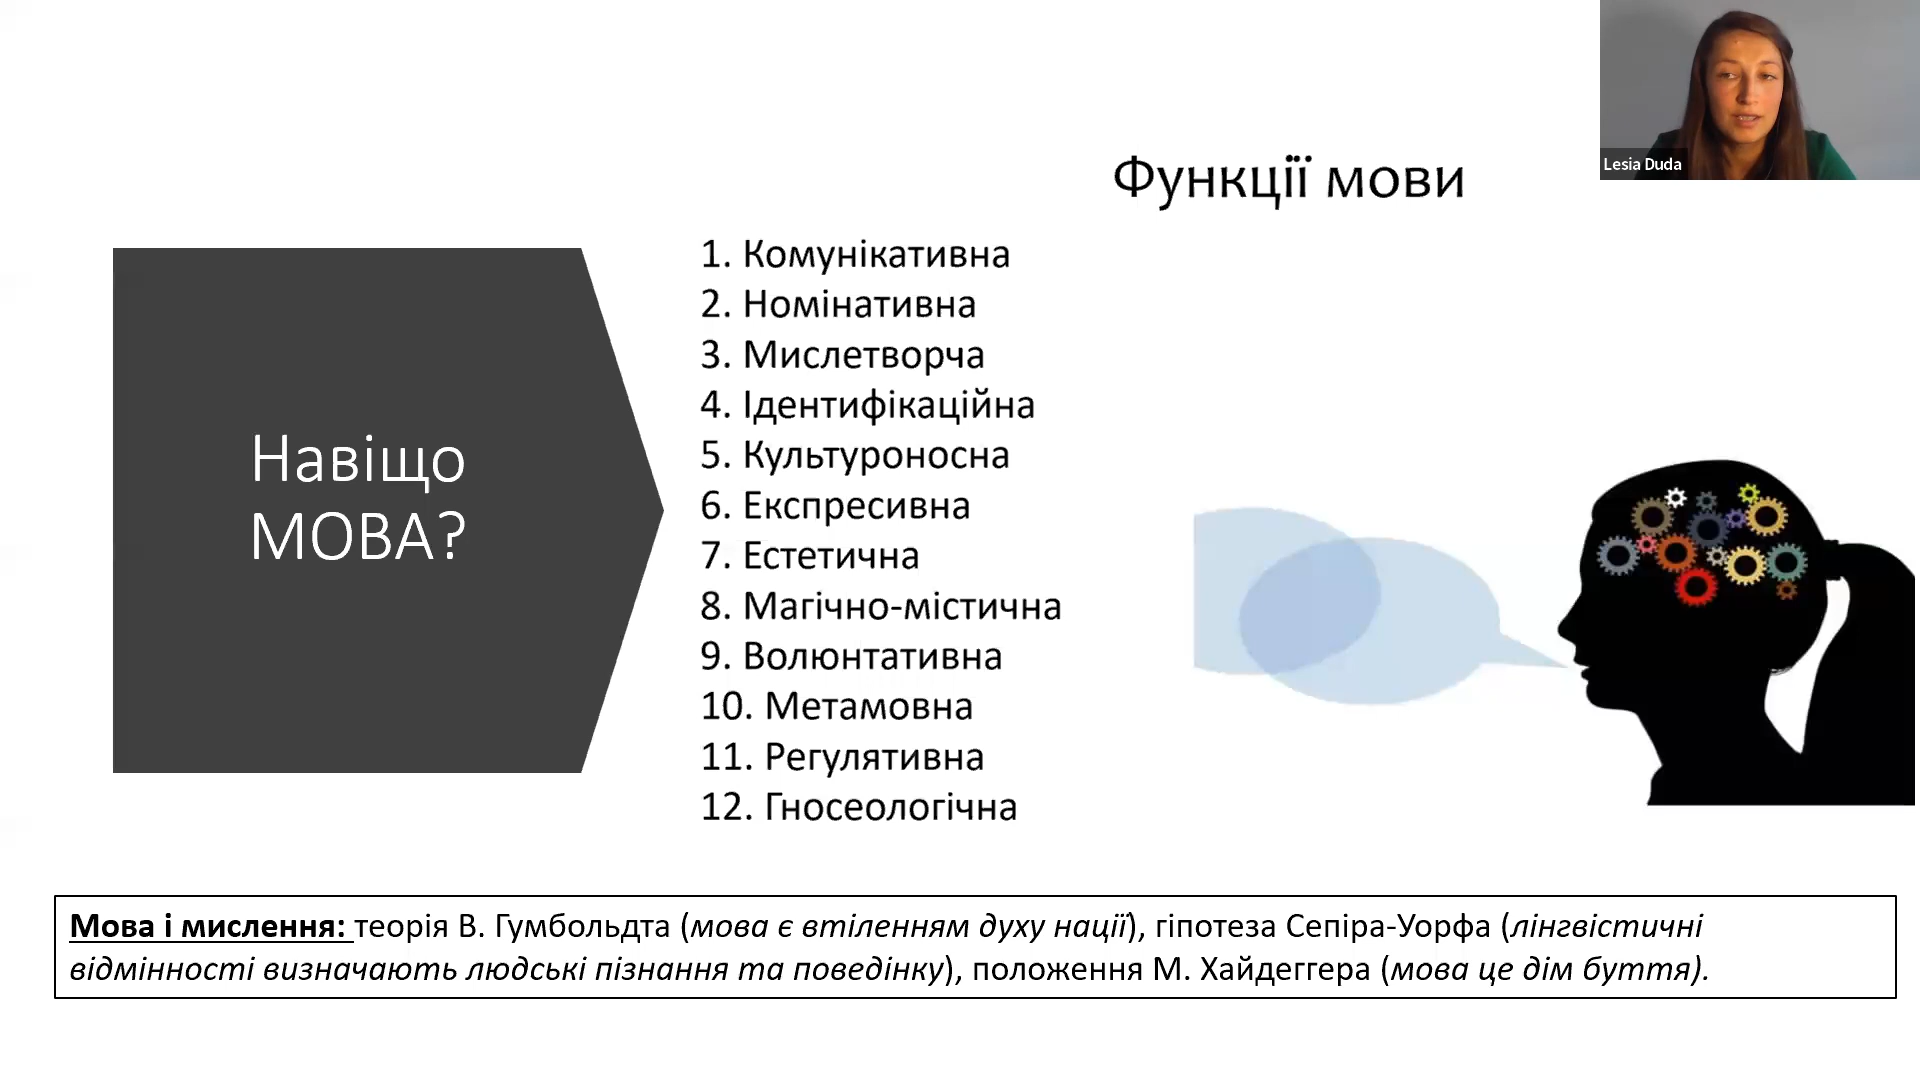 Lesia Duda
Функції мови
Навіщо
МОВА?
1. Комунікативна
2. Номінативна
3. Мислетворча
4. Ідентифікаційна
5. Культуроносна
6. Експресивна
7. Естетична
8. Магічно-містична
9. Волюнтативна
10. Метамовна
11. Регулятивна
12. Гносеологічна
Мова і мислення: теорія В. Гумбольдта (мова є втіленням духу нації), гіпотеза Сепіра-Уорфа (лінгвістичні
відмінності визначають людські пізнання та поведінку), положення М. Хайдеггера (мова це дім буття).